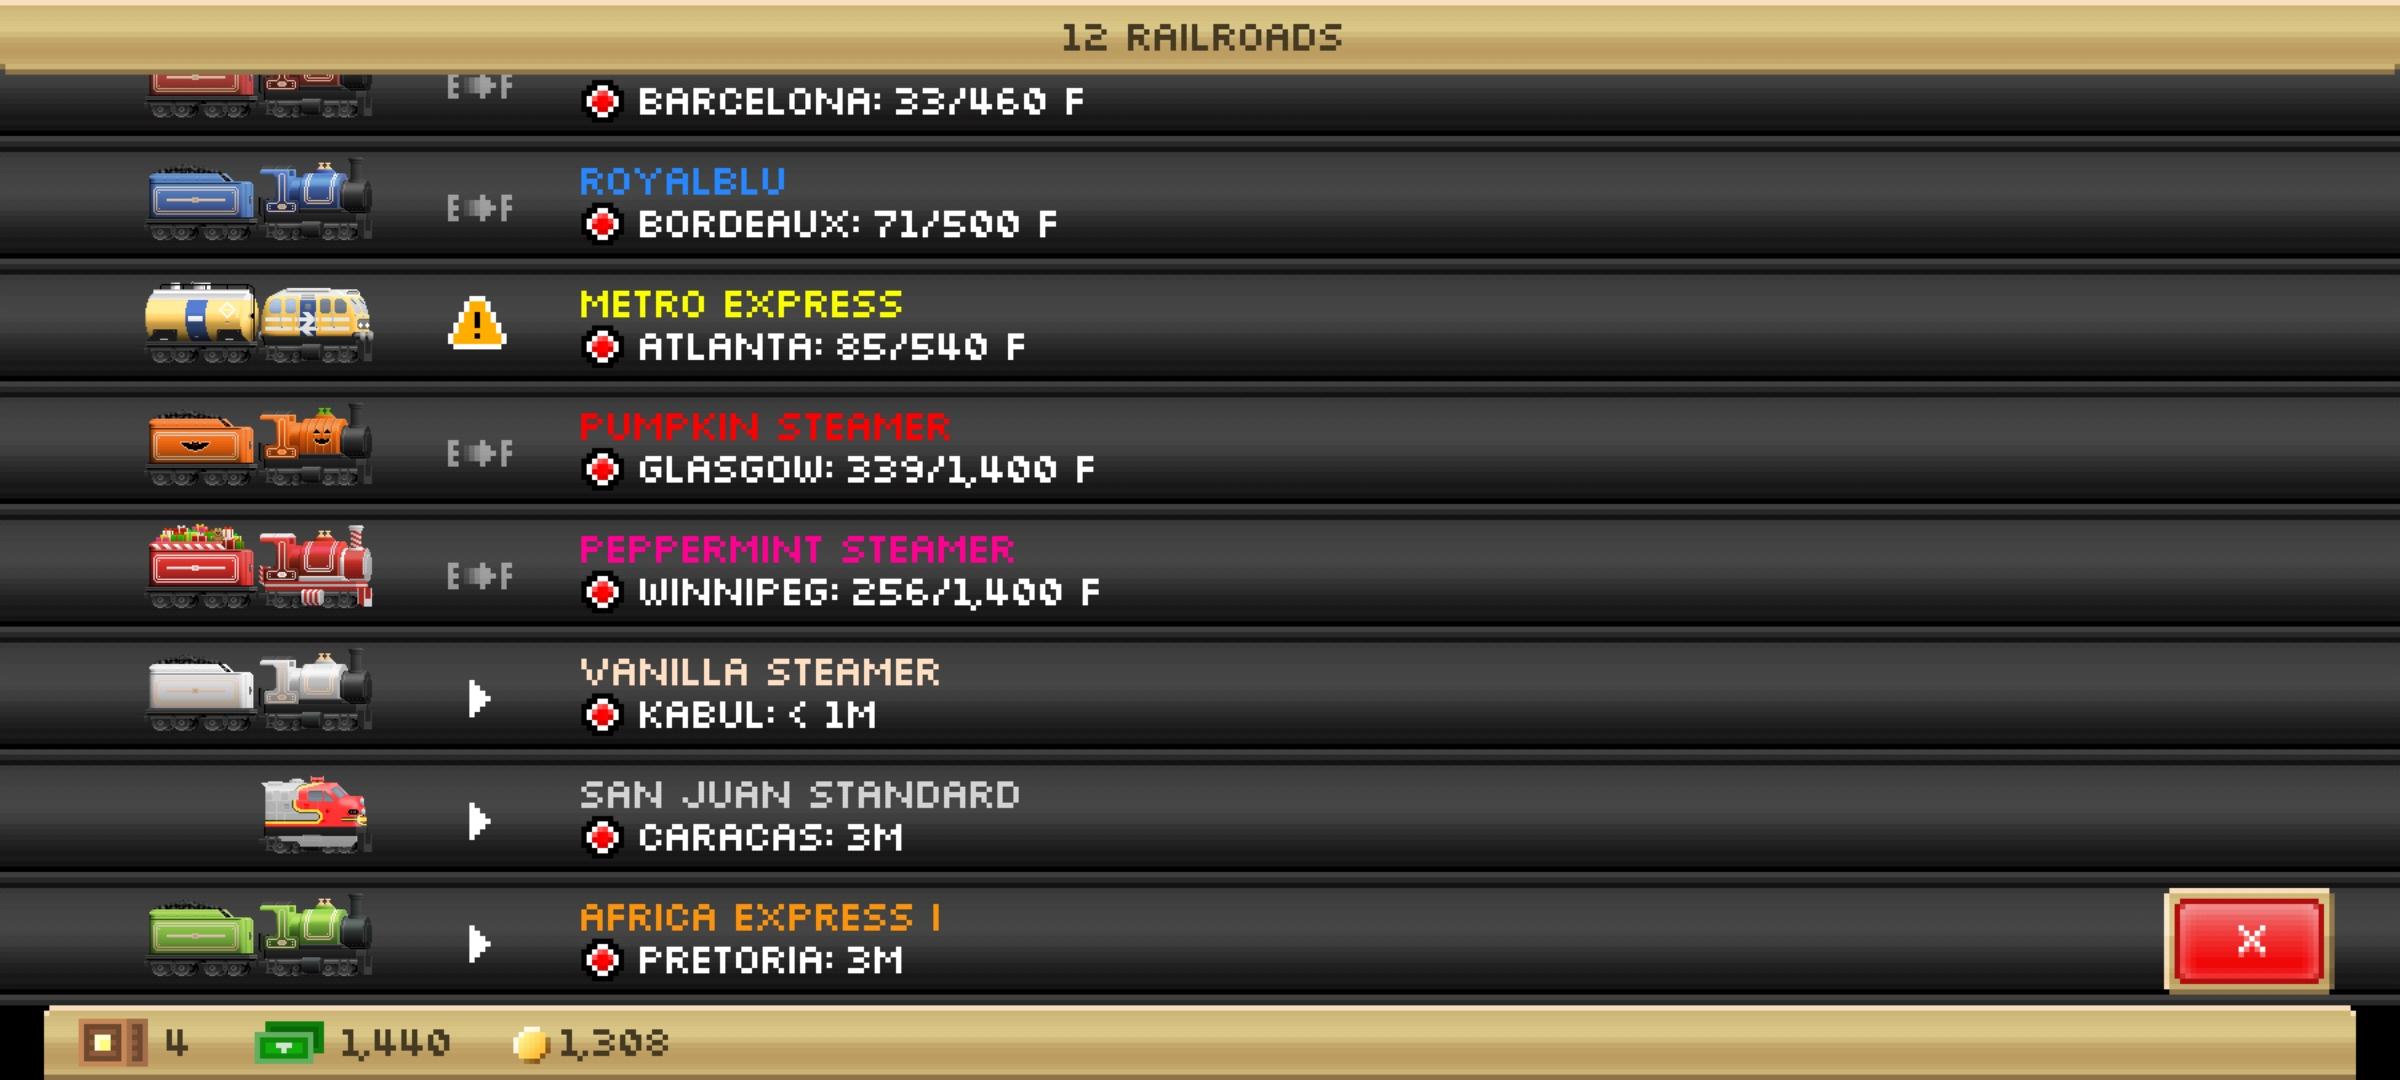 12 RAILROADS
E F
BARCELONA: 33/460 F
ROYALBLU
E F
BORDEAUX: 71/500 F
METRO EXPRESS
!
ATLANTA: 85/540 F
PUMPKIN STEAMER
E F
GLASGOW: 339/1,400 F
PEPPERMINT STEAMER
E F
WINNIPEG: 256/1,400 F
VANILLA STEAMER
KABUL: < 1M
SAN JUAN STANDARD
CARACAS: 3M
AFRICA EXPRESS I
PRETORIA: 3M
X
4 1,440 1,308